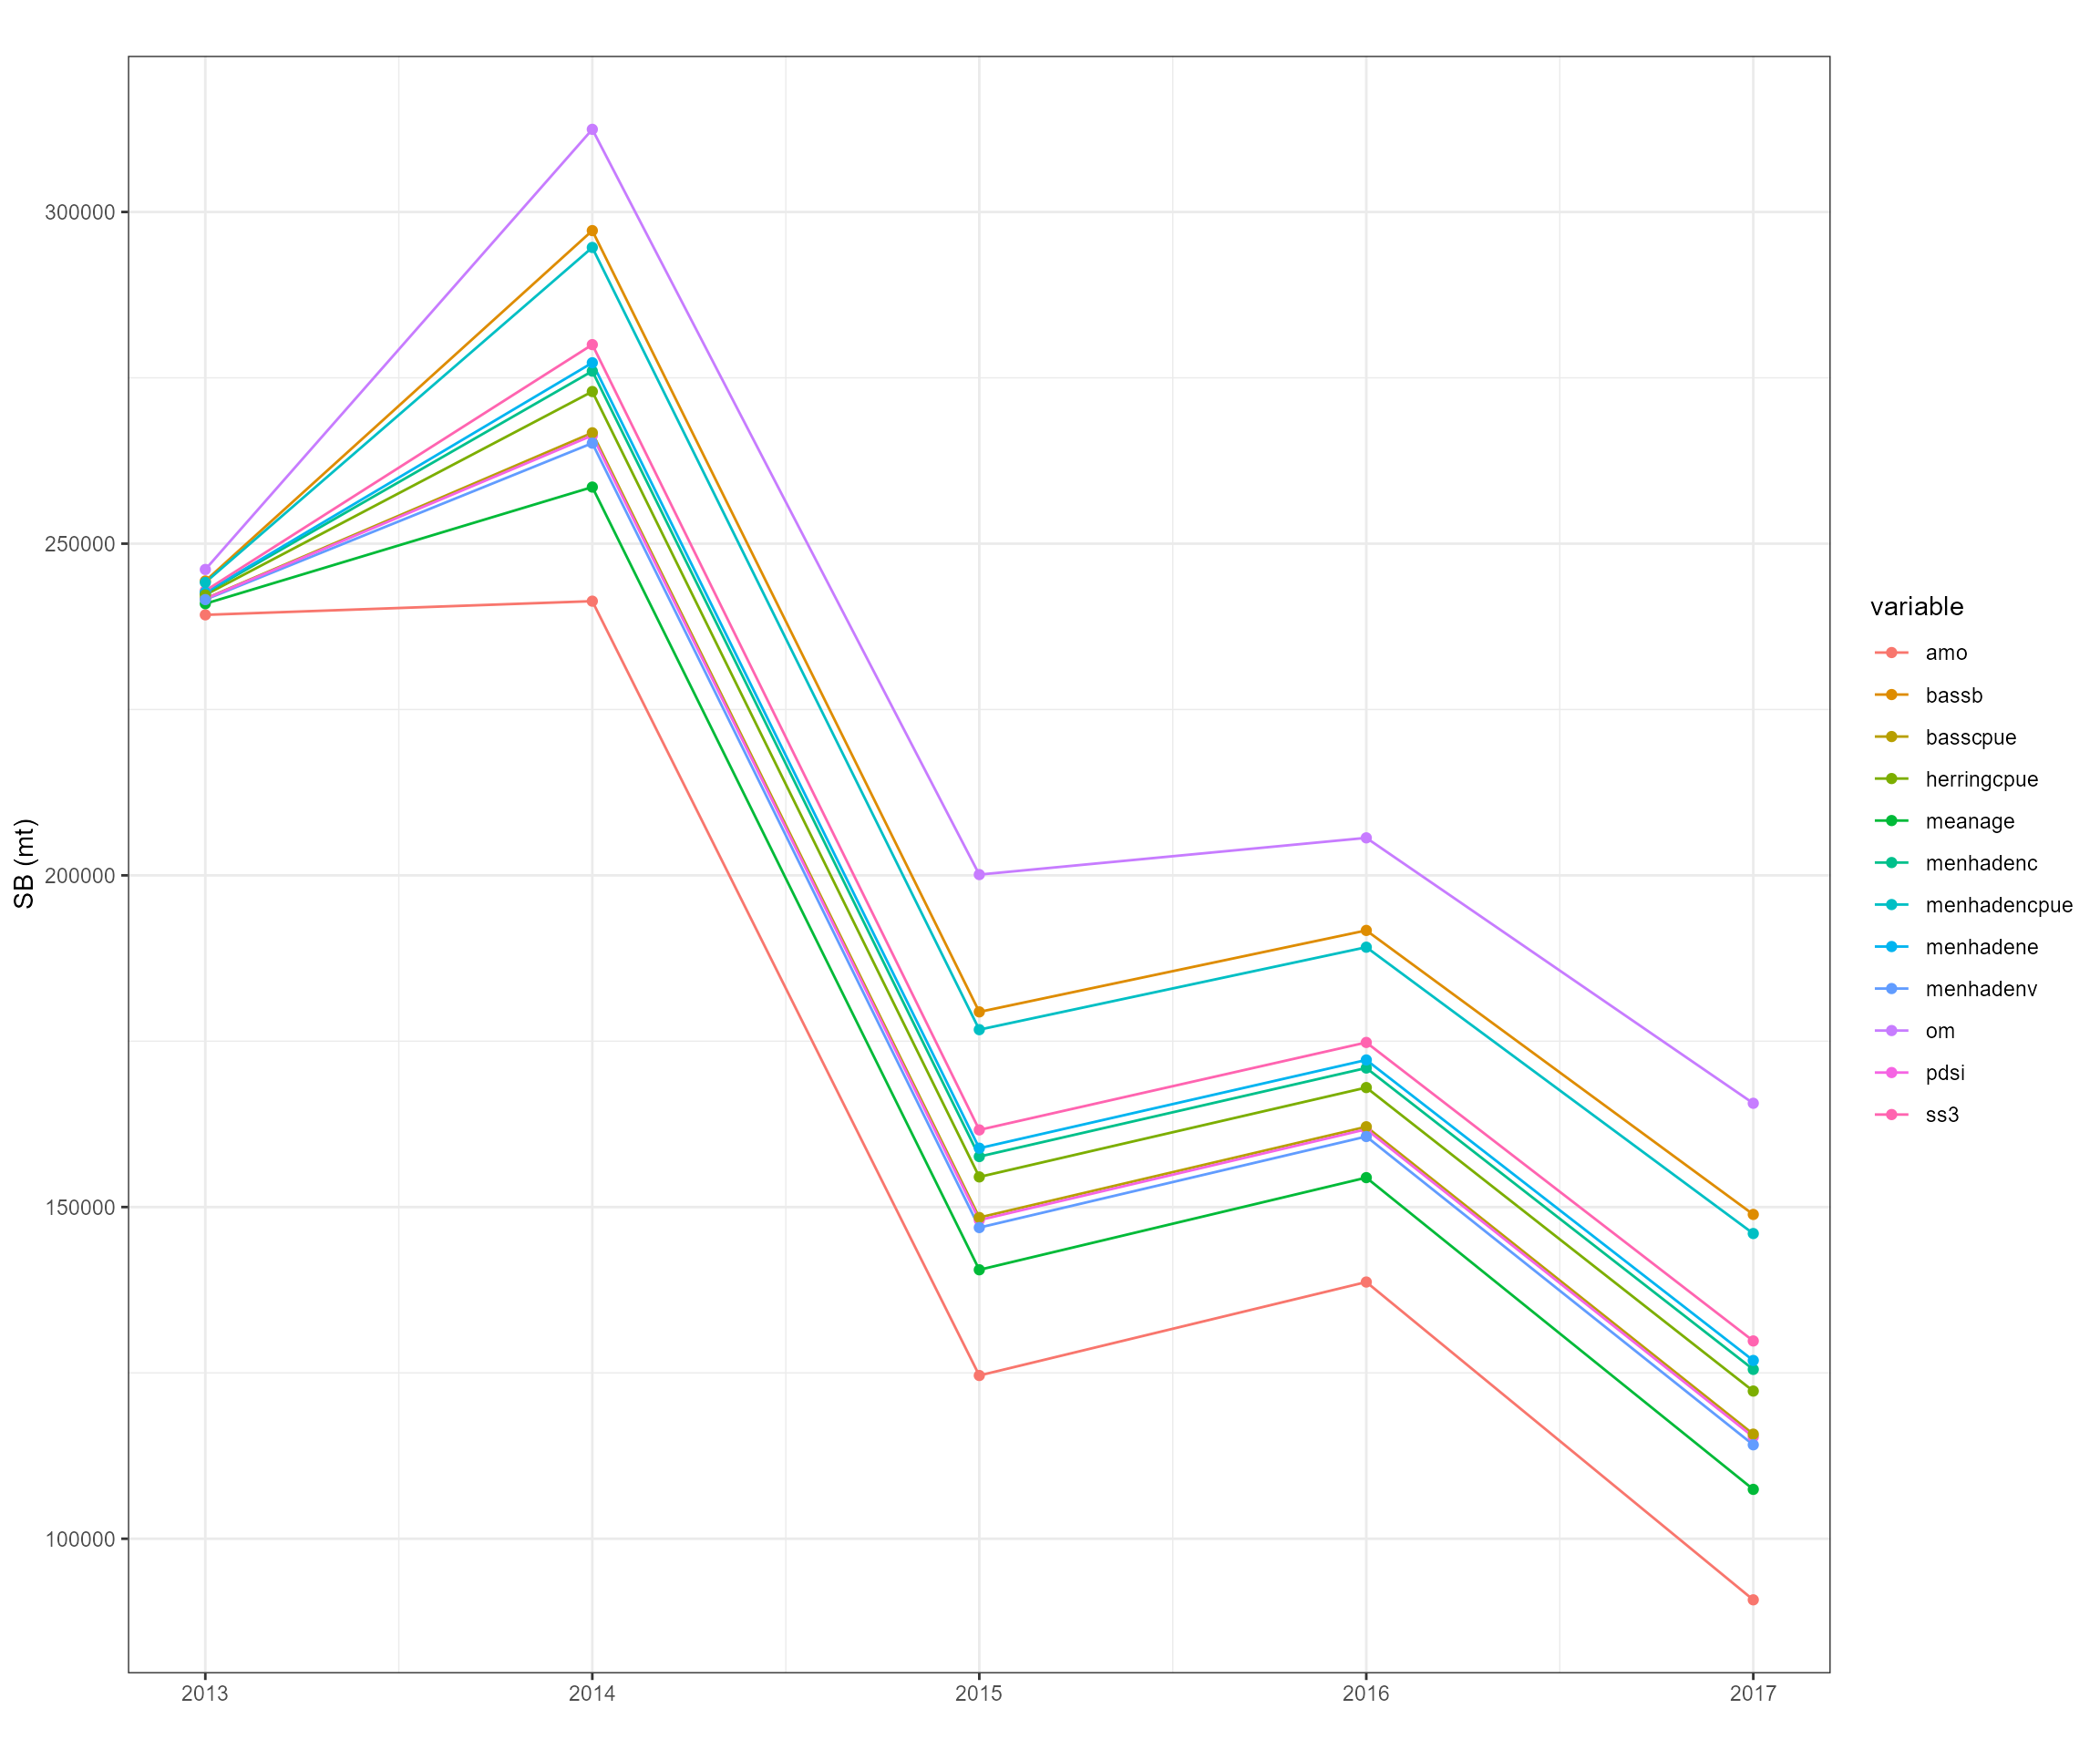 SB (mt)
300000
250000
200000
150000
100000
2013 2014 2015 2016 2017
variable
amo
bassb
basscpue
herringcpue
meanage
menhadenc
menhadencpue
menhadene
menhadenv
om
pdsi
ss3